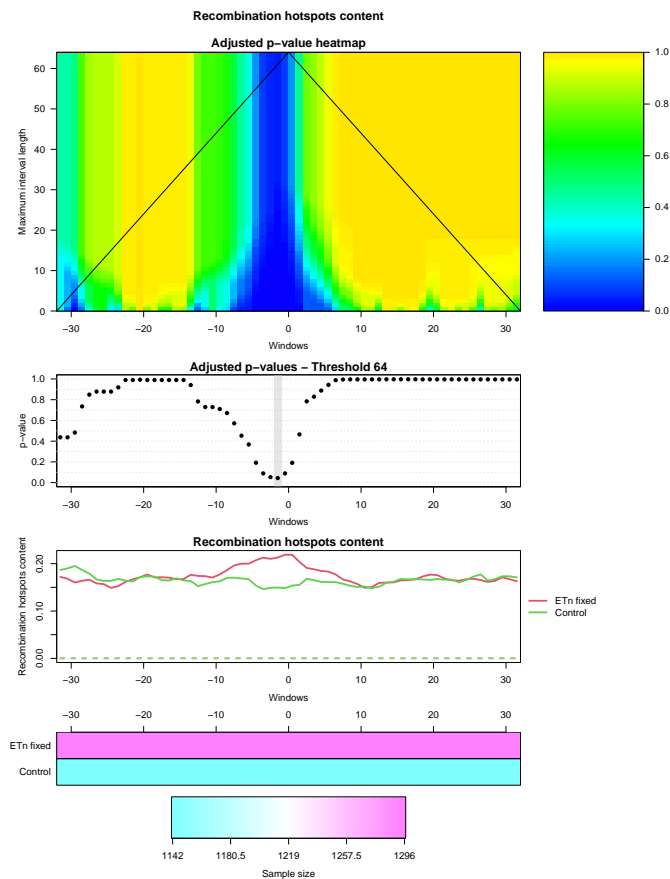 Recombination hotspots content
Adjusted p−value heatmap
Maximum interval length
60
50
40
30
20
10
0
−30 −20 −10 0 10 20 30
Windows
1.0
0.8
0.6
0.4
0.2
0.0
Adjusted p−values − Threshold 64
p−value
1.0
0.8
0.6
0.4
0.2
0.0
−30 −20 −10 0 10 20 30
Windows
Recombination hotspots content
Recombination hotspots content
0.20
0.10
0.00
−30 −20 −10 0 10 20 30
Windows
ETn fixed
Control
−30 −20 −10 0 10 20 30
ETn fixed
Control
1142 1180.5 1219 1257.5 1296
Sample size